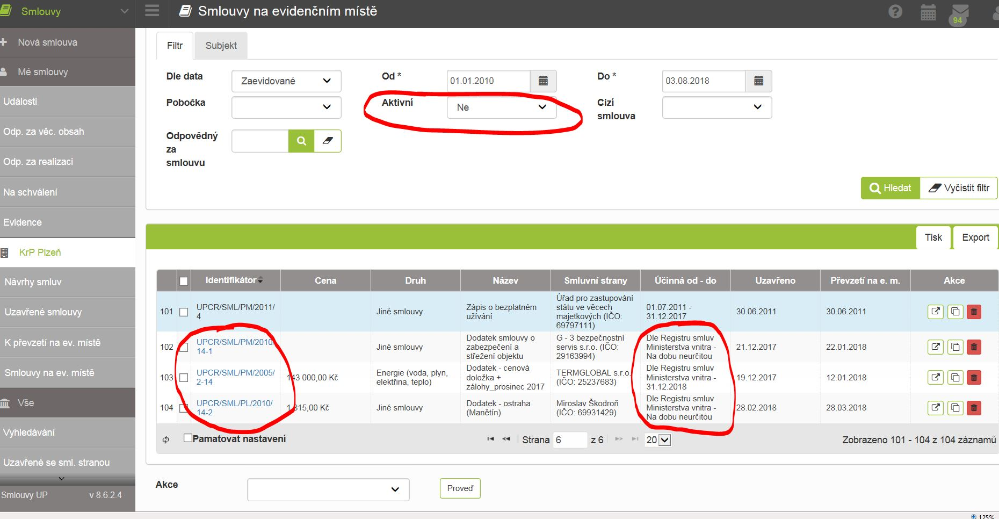 Smlouvy
Smlouvy na evidenčním místě
94
Nová smlouva
Mé smlouvy
Události
Odp. za věc. obsah
Odp. za realizaci
Na schválení
Evidence
KrP Plzeň
Návrhy smluv
Uzavřené smlouvy
K převzetí na ev. místě
Smlouvy na ev. místě
Vše
Vyhledávání
Uzavřené se sml. stranou
Smlouvy UP v 8.6.2.4
Filtr Subjekt
Dle data Zaevidované Od * 01.01.2010 Do * 03.08.2018
Pobočka Aktivní Ne Cizí
smlouva
Odpovědný
za
smlouvu
Hledat Vyčistit filtr
Tisk Export
Identifikátor Cena Druh Název Smluvní strany Účinná od - do Uzavřeno Převzetí na e. m. Akce
101
UPCR/SML/PM/2011/
4
Jiné smlouvy
Zápis o bezplatném
užívání
Úřad pro zastupování
státu ve věcech
majetkových (IČO:
69797111)
01.07.2011 -
31.12.2017
30.06.2011
30.06.2011
102
UPCR/SML/PM/2010/
14-1
Jiné smlouvy
Dodatek smlouvy o
zabezpečení a
střežení objektu
G - 3 bezpečnostní
servis s.r.o. (IČO:
29163994)
Dle Registru smluv
Ministerstva vnitra -
Na dobu neurčitou
21.12.2017
22.01.2018
103
UPCR/SML/PM/2005/
2-14
143 000,00 Kč
Energie (voda, plyn,
elektřina, teplo)
Dodatek - cenová
doložka +
zálohy_prosinec 2017
TERMGLOBAL s.r.o.
(IČO: 25237683)
Dle Registru smluv
Ministerstva vnitra -
31.12.2018
19.12.2017
12.01.2018
104
UPCR/SML/PL/2010/
14-2
1 815,00 Kč
Jiné smlouvy
Dodatek - ostraha
(Manětín)
Miroslav Škodroň
(IČO: 69931429)
Dle Registru smluv
Ministerstva vnitra -
Na dobu neurčitou
28.02.2018
28.03.2018
Pamatovat nastavení Strana 6 z 6 20 Zobrazeno 101 - 104 z 104 záznamů
Akce Proveď
125%